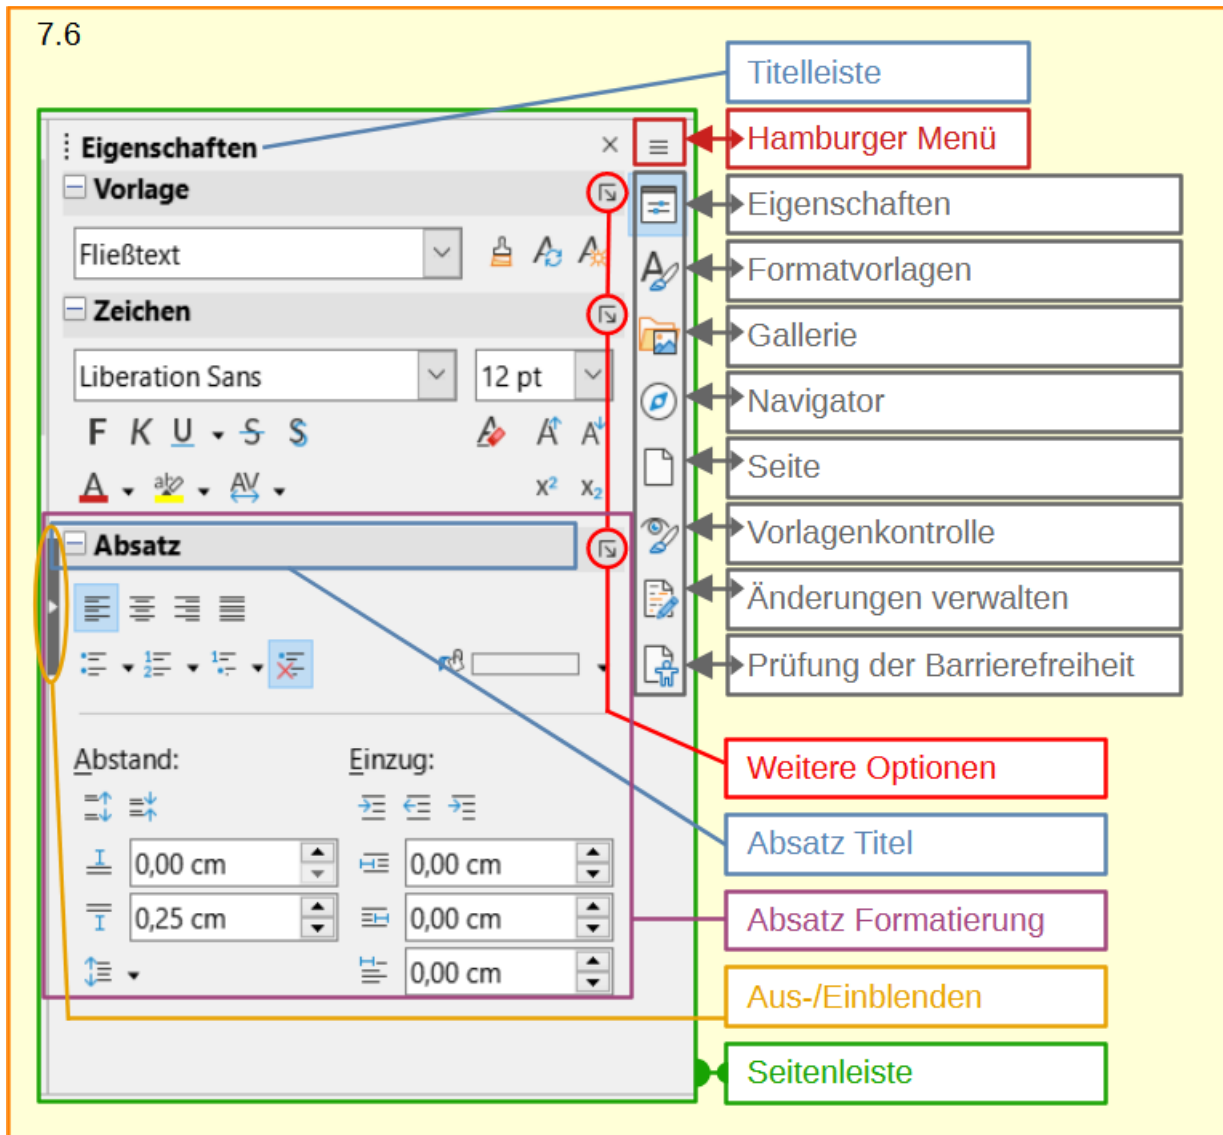 7.6
Titelleiste
Eigenschaften
Hamburger Menü
Vorlage
Eigenschaften
Fließtext
Formatvorlagen
Zeichen
Gallerie
Liberation Sans
12 pt
Navigator
F K U S S
Seite
A ab AV x² x₂
Absatz
Vorlagenkontrolle
Änderungen verwalten
Prüfung der Barrierefreiheit
Abstand:
Einzug:
Weitere Optionen
Absatz Titel
0,00 cm
0,00 cm
0,25 cm
0,00 cm
Absatz Formatierung
0,00 cm
Aus-/Einblenden
Seitenleiste